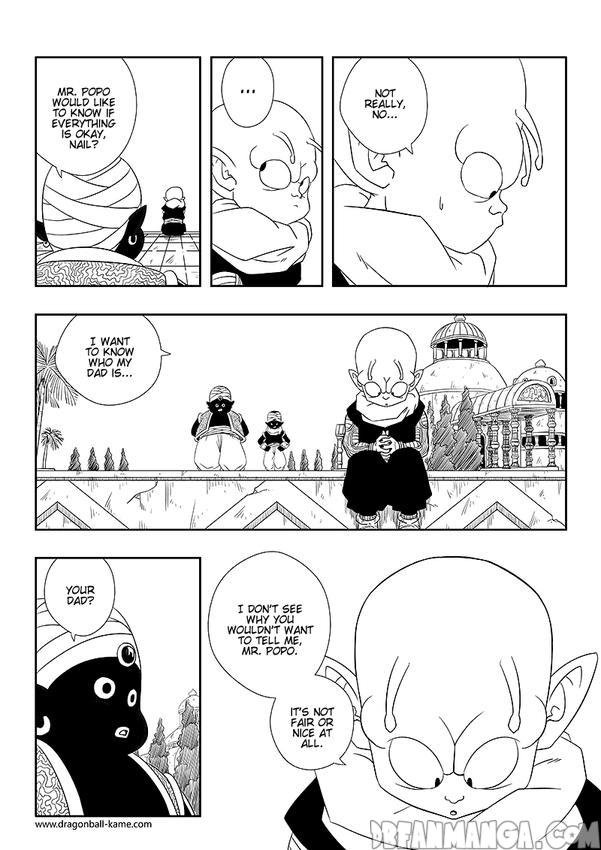 MR. POPO
WOULD LIKE
TO KNOW IF
EVERYTHING
IS OKAY,
NAIL?
...
NOT
REALLY,
NO...
I WANT
TO KNOW
WHO MY
DAD IS...
YOUR
DAD?
I DON'T SEE
WHY YOU
WOULDN'T WANT
TO TELL ME,
MR. POPO.
IT'S NOT
FAIR OR
NICE AT
ALL.
www.dragonball-kame.com
DBFANMANGA.COM